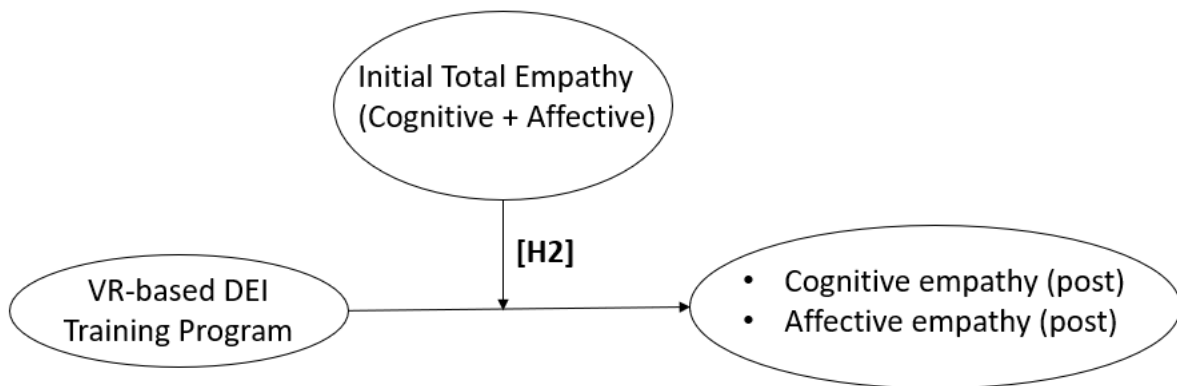 Initial Total Empathy
(Cognitive + Affective)
[H2]
VR-based DEI
Training Program
• Cognitive empathy (post)
• Affective empathy (post)